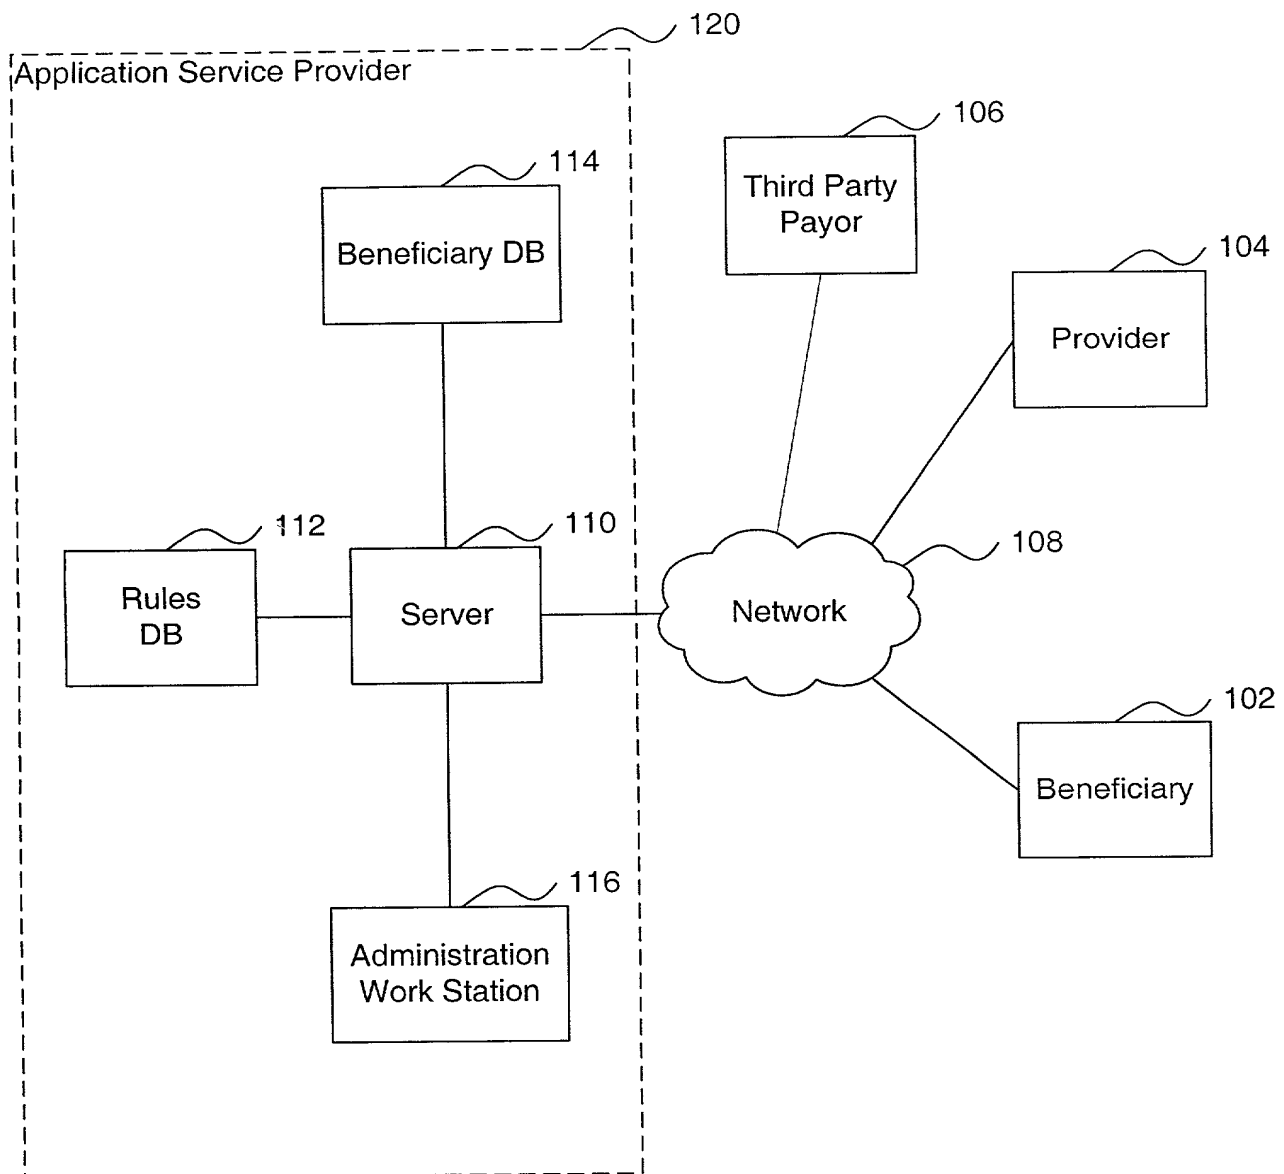 120
Application Service Provider
106
114
Third Party
Payor
Beneficiary DB
104
Provider
112
110
108
Rules
DB
Server
Network
102
Beneficiary
116
Administration
Work Station